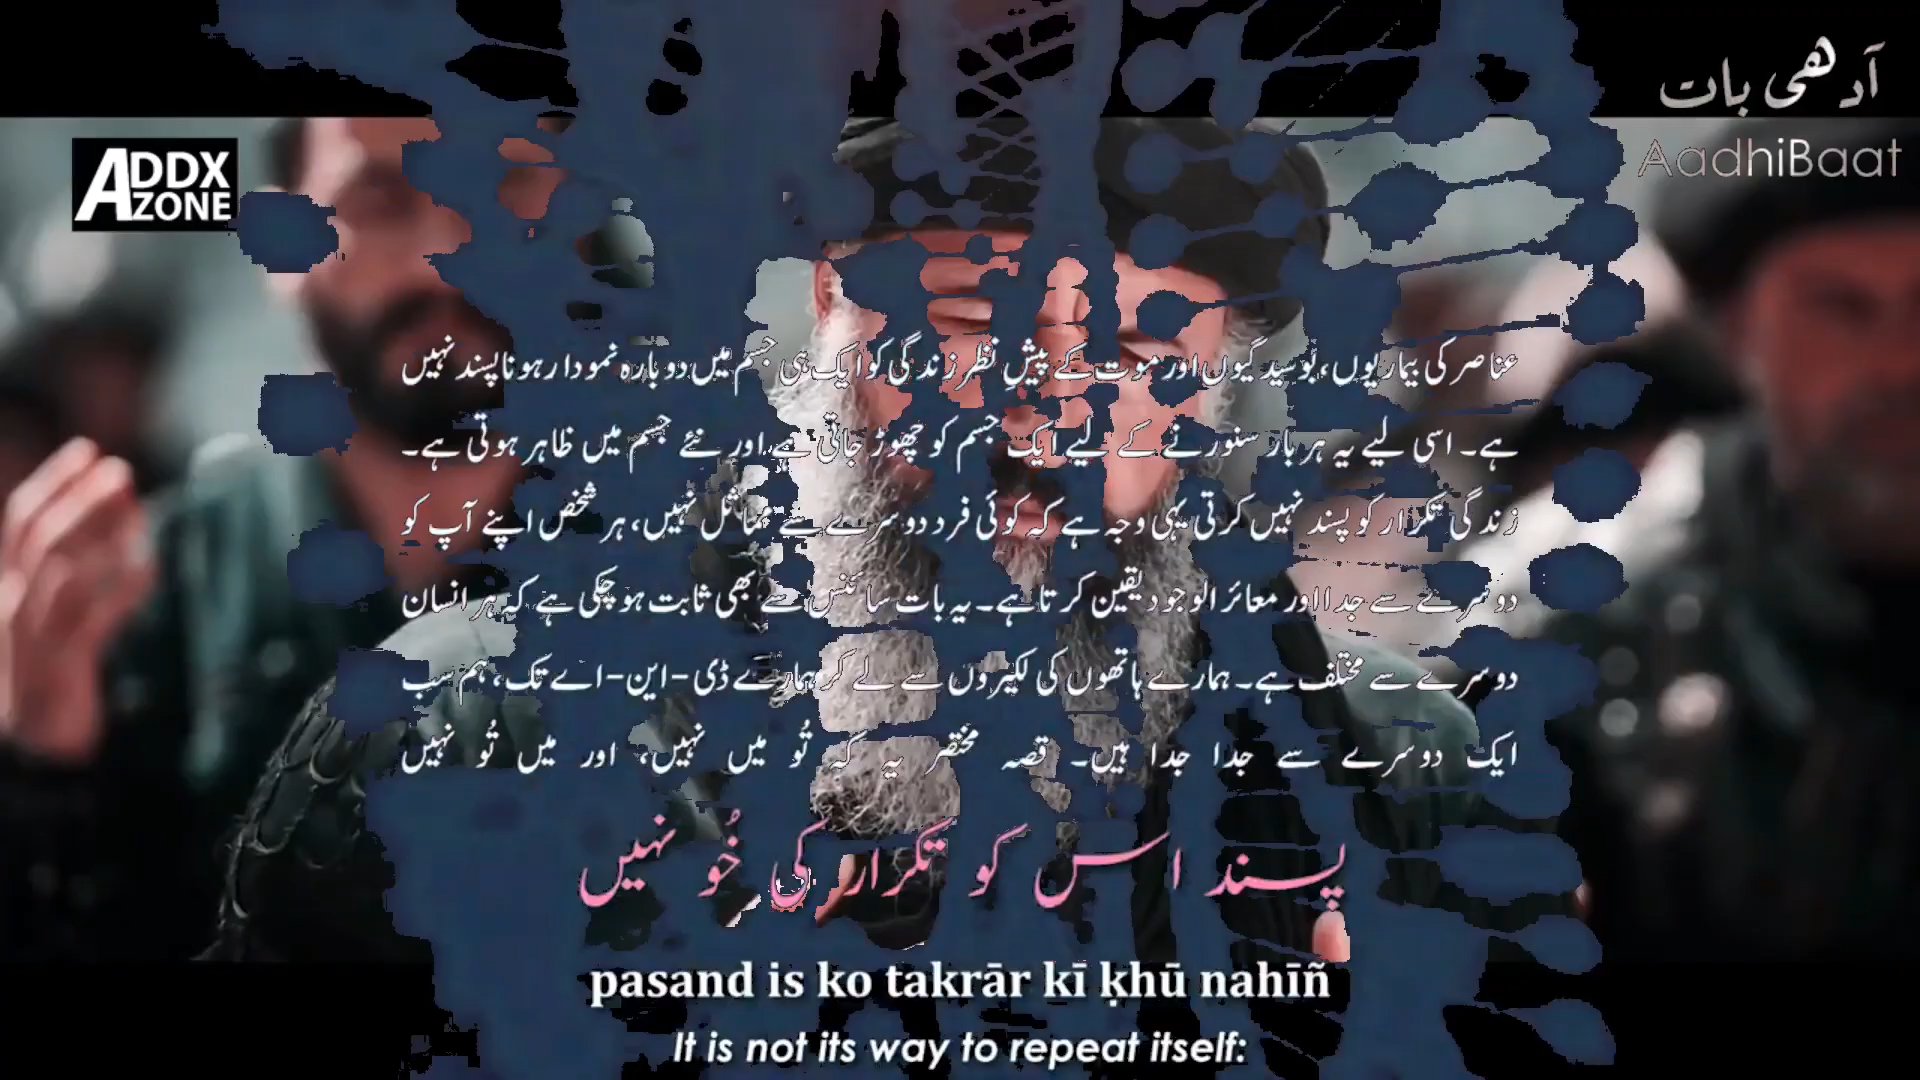 آدھی بات
AadhiBaat
ADDX
ZONE
عناصر کی بیماریوں، بوسیدگیوں اور موت کے پیشِ نظر زندگی کو ایک ہی جسم میں دوبارہ نمودار ہونا پسند نہیں
ہے۔ اسی لیے یہ ہر بار سنورنے کے لیے ایک جسم کو چھوڑ جاتی ہے اور نئے جسم میں ظاہر ہوتی ہے۔
زندگی تکرار کو پسند نہیں کرتی یہی وجہ ہے کہ کوئی فرد دوسرے سے مماثل نہیں، ہر شخص اپنے آپ کو
دوسرے سے جدا اور معائر الوجود یقین کرتا ہے۔ یہ بات سائنس سے بھی ثابت ہو چکی ہے کہ ہر انسان
دوسرے سے مختلف ہے۔ ہمارے ہاتھوں کی لکیروں سے لے کر ہمارے ڈی-این-اے تک، ہم سب
ایک دوسرے سے جدا جدا ہیں۔ قصہ مختصر یہ کہ تُو میں نہیں، اور میں تُو نہیں
پسند اس کو تکرار کی خُو نہیں
pasand is ko takrār kī ḳhū nahīñ
It is not its way to repeat itself: